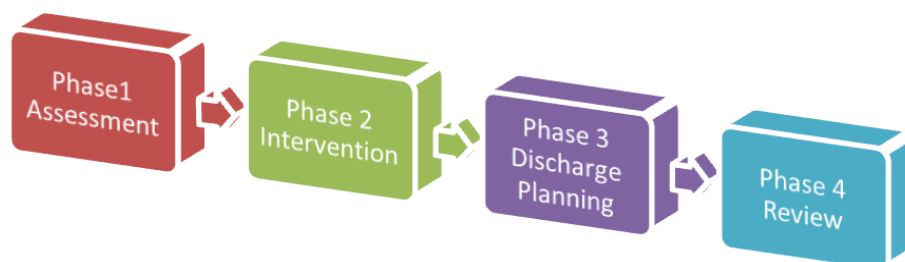 Phase1
Assessment
Phase 2
Intervention
Phase 3
Discharge
Planning
Phase 4
Review